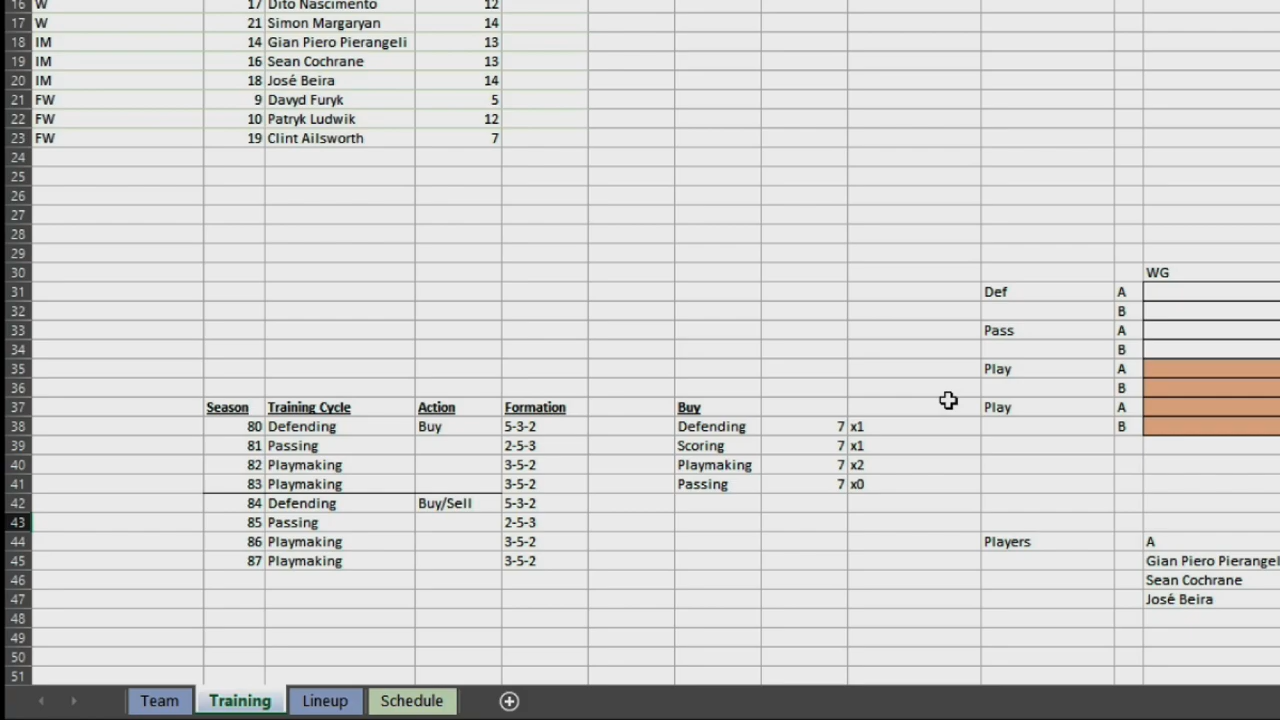 16 W 17 Dito Nascimento 12
17 W 21 Simon Margaryan 14
18 IM 14 Gian Piero Pierangeli 13
19 IM 16 Sean Cochrane 13
20 IM 18 José Beira 14
21 FW 9 Davyd Furyk 5
22 FW 10 Patryk Ludwik 12
23 FW 19 Clint Ailsworth 7
24
25
26
27
28
29
30 WG
31 Def A
32 B
33 Pass A
34 B
35 Play A
36 B
37 Season Training Cycle Action Formation Buy Play A
38 80 Defending Buy 5-3-2 Defending 7 x1 B
39 81 Passing 2-5-3 Scoring 7 x1
40 82 Playmaking 3-5-2 Playmaking 7 x2
41 83 Playmaking 3-5-2 Passing 7 x0
42 84 Defending Buy/Sell 5-3-2
43 85 Passing 2-5-3
44 86 Playmaking 3-5-2 Players A
45 87 Playmaking 3-5-2 Gian Piero Pierangel
46 Sean Cochrane
47 José Beira
48
49
50
51
Team Training Lineup Schedule